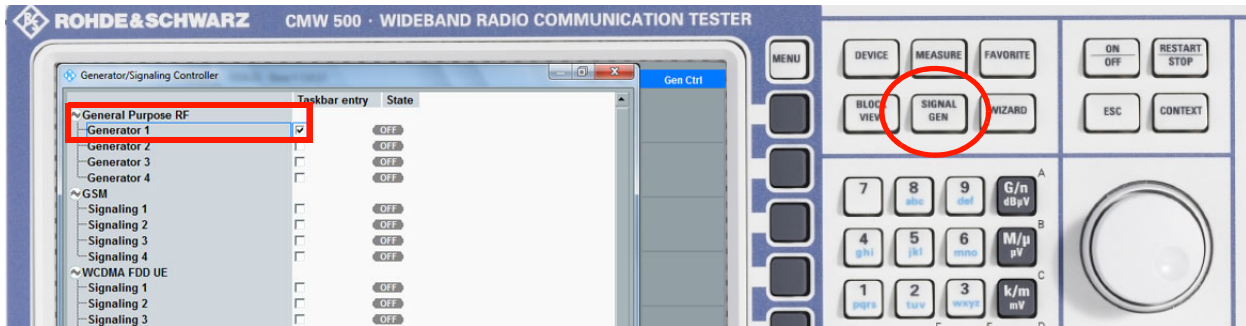 ROHDE&SCHWARZ CMW 500 · WIDEBAND RADIO COMMUNICATION TESTER
Generator/Signaling Controller
Gen Ctrl
Taskbar entry State
General Purpose RF
Generator 1 OFF
Generator 2 OFF
Generator 3 OFF
Generator 4 OFF
GSM
Signaling 1 OFF
Signaling 2 OFF
Signaling 3 OFF
Signaling 4 OFF
WCDMA FDD UE
Signaling 1 OFF
Signaling 2 OFF
Signaling 3 OFF
MENU
DEVICE MEASURE FAVORITE
ON
OFF
RESTART
STOP
BLOCK
VIEW
SIGNAL
GEN
WIZARD
ESC CONTEXT
7
8
abc
9
def
G/n
dBµV
A
4
ghi
5
jkl
6
mno
M/µ
µV
B
1
pqrs
2
tuv
3
wxyz
k/m
mV
C